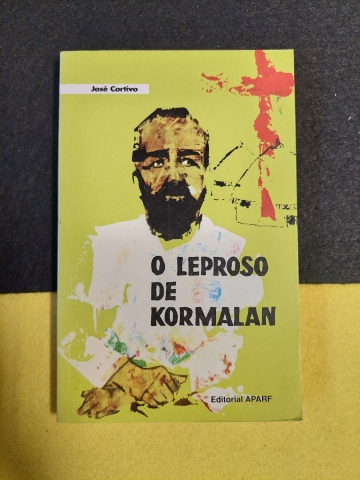 José Cortivo
O LEPROSO
DE
KORMALAN
Editorial APARF